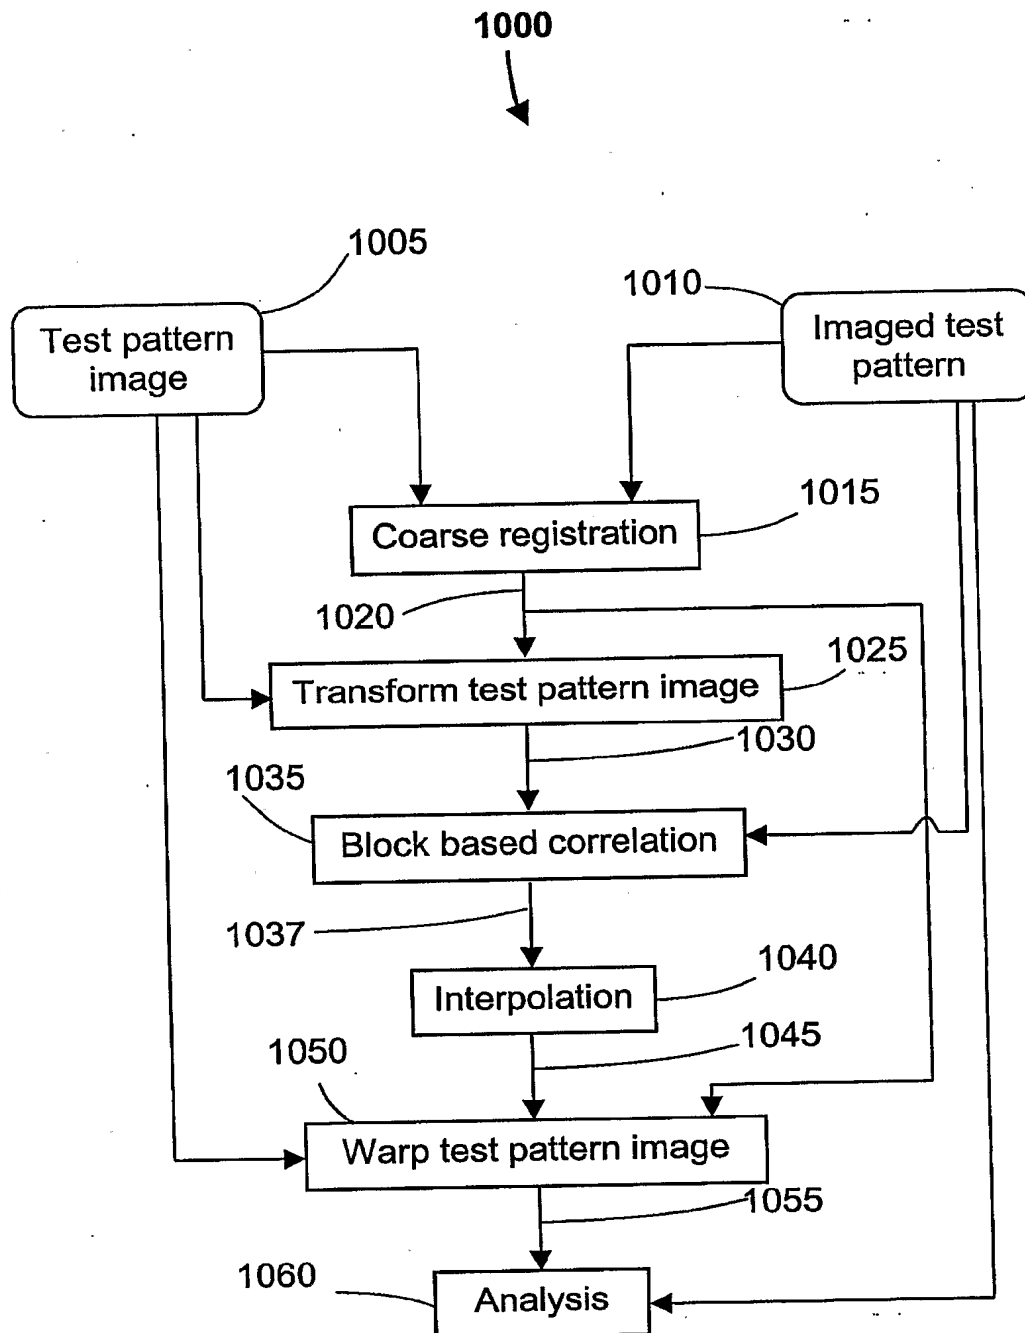 1000
1005
1010
Test pattern
image
Imaged test
pattern
1015
Coarse registration
1020
1025
Transform test pattern image
1030
1035
Block based correlation
1037
1040
Interpolation
1045
1050
Warp test pattern image
1055
1060
Analysis